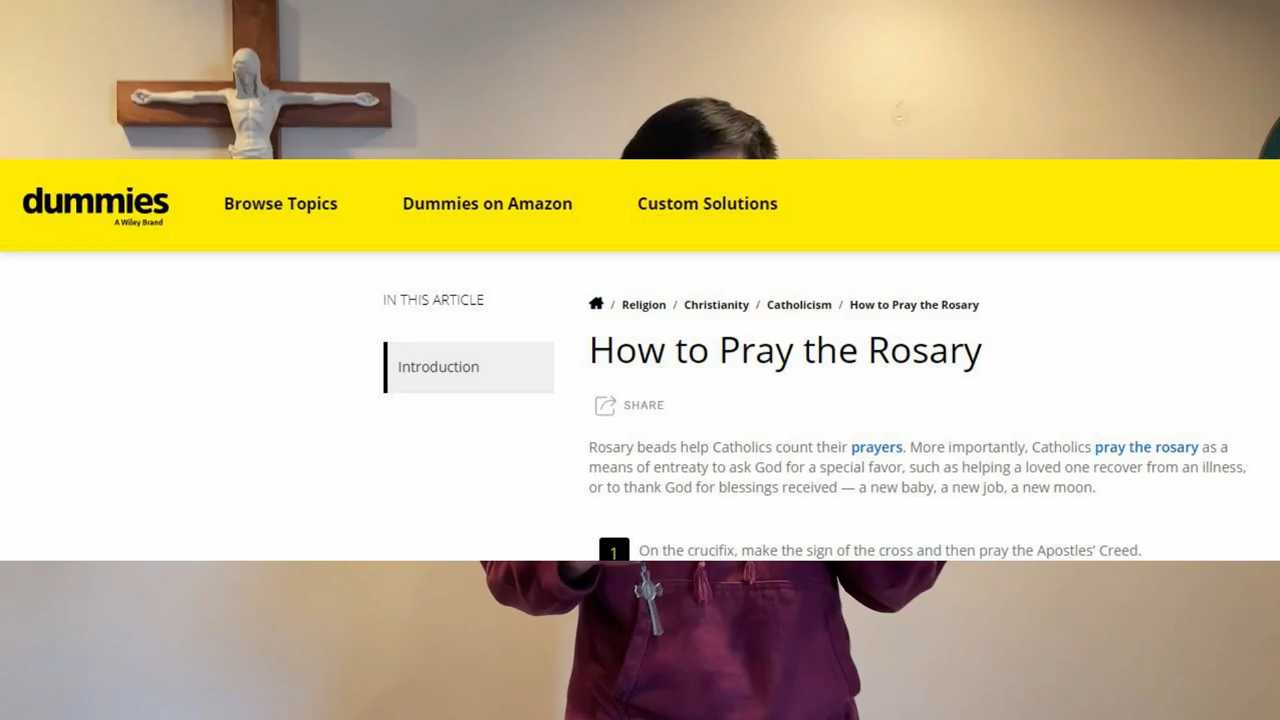 dummies
A Wiley Brand
Browse Topics
Dummies on Amazon
Custom Solutions
IN THIS ARTICLE
Introduction
/ Religion / Christianity / Catholicism / How to Pray the Rosary
How to Pray the Rosary
SHARE
Rosary beads help Catholics count their prayers. More importantly, Catholics pray the rosary as a
means of entreaty to ask God for a special favor, such as helping a loved one recover from an illness,
or to thank God for blessings received — a new baby, a new job, a new moon.
1 On the crucifix, make the sign of the cross and then pray the Apostles' Creed.